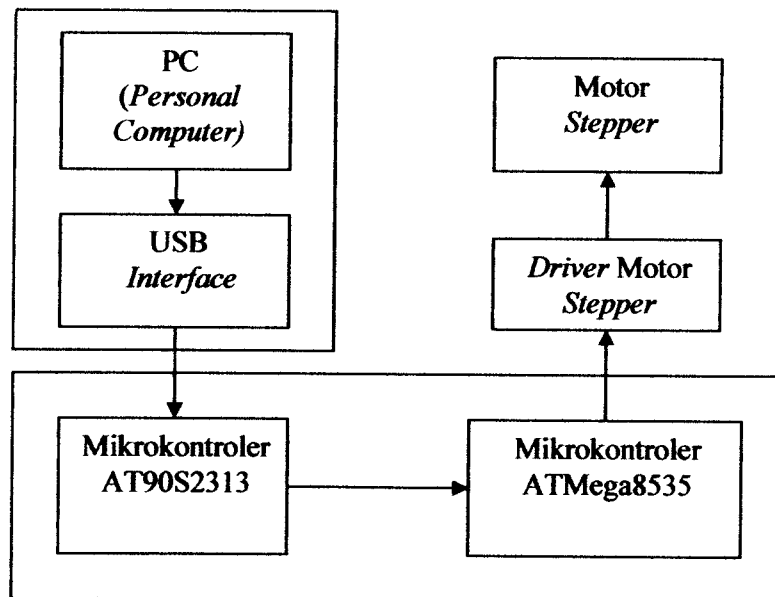 PC
(Personal
Computer)
USB
Interface
Motor
Stepper
Driver Motor
Stepper
Mikrokontroler
AT90S2313
Mikrokontroler
ATMega8535